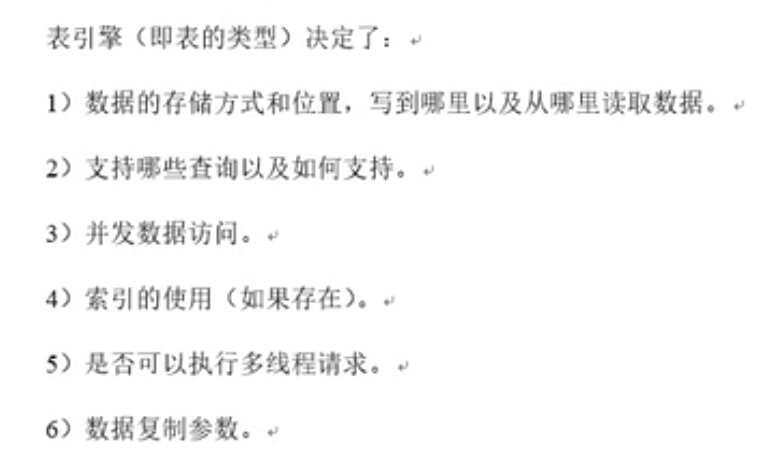 表引擎（即表的类型）决定了：
1）数据的存储方式和位置，写到哪里以及从哪里读取数据。
2）支持哪些查询以及如何支持。
3）并发数据访问。
4）索引的使用（如果存在）。
5）是否可以执行多线程请求。
6）数据复制参数。